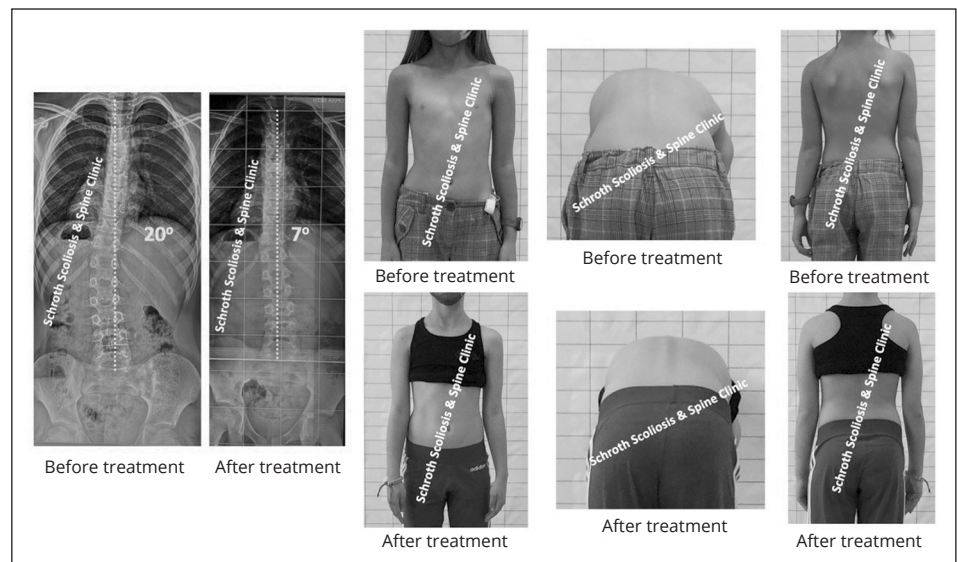 20°
7°
Schroth Scoliosis & Spine Clinic
Schroth Scoliosis & Spine Clinic
Before treatment
After treatment
Schroth Scoliosis & Spine Clinic
Schroth Scoliosis & Spine Clinic
Schroth Scoliosis & Spine Clinic
Before treatment
Before treatment
Before treatment
Schroth Scoliosis & Spine Clinic
adidas
Schroth Scoliosis & Spine Clinic
Schroth Scoliosis & Spine Clinic
After treatment
After treatment
After treatment